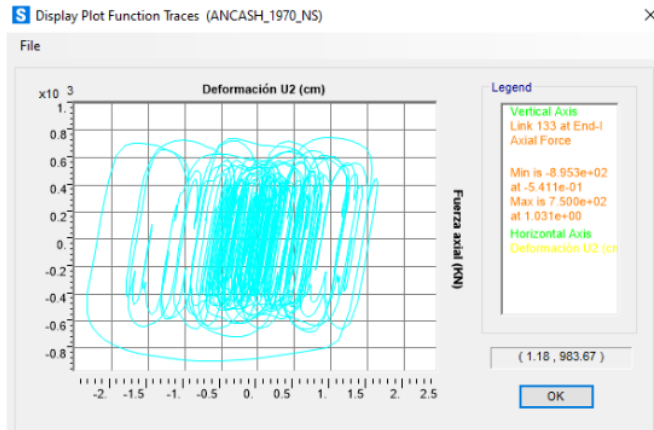 S Display Plot Function Traces (ANCASH_1970_NS)
File
Deformación U2 (cm)
x10 3
1.
0.8
0.6
0.4
0.2
0.
-0.2
-0.4
-0.6
-0.8
-2. -1.5 -1. -0.5 0. 0.5 1. 1.5 2. 2.5
Fuerza axial (KN)
Legend
Vertical Axis
Link 133 at End-I
Axial Force
Min is -8.953e+02
at -5.411e-01
Max is 7.500e+02
at 1.031e+00
Horizontal Axis
Deformación U2 (cn
( 1.18 , 983.67 )
OK